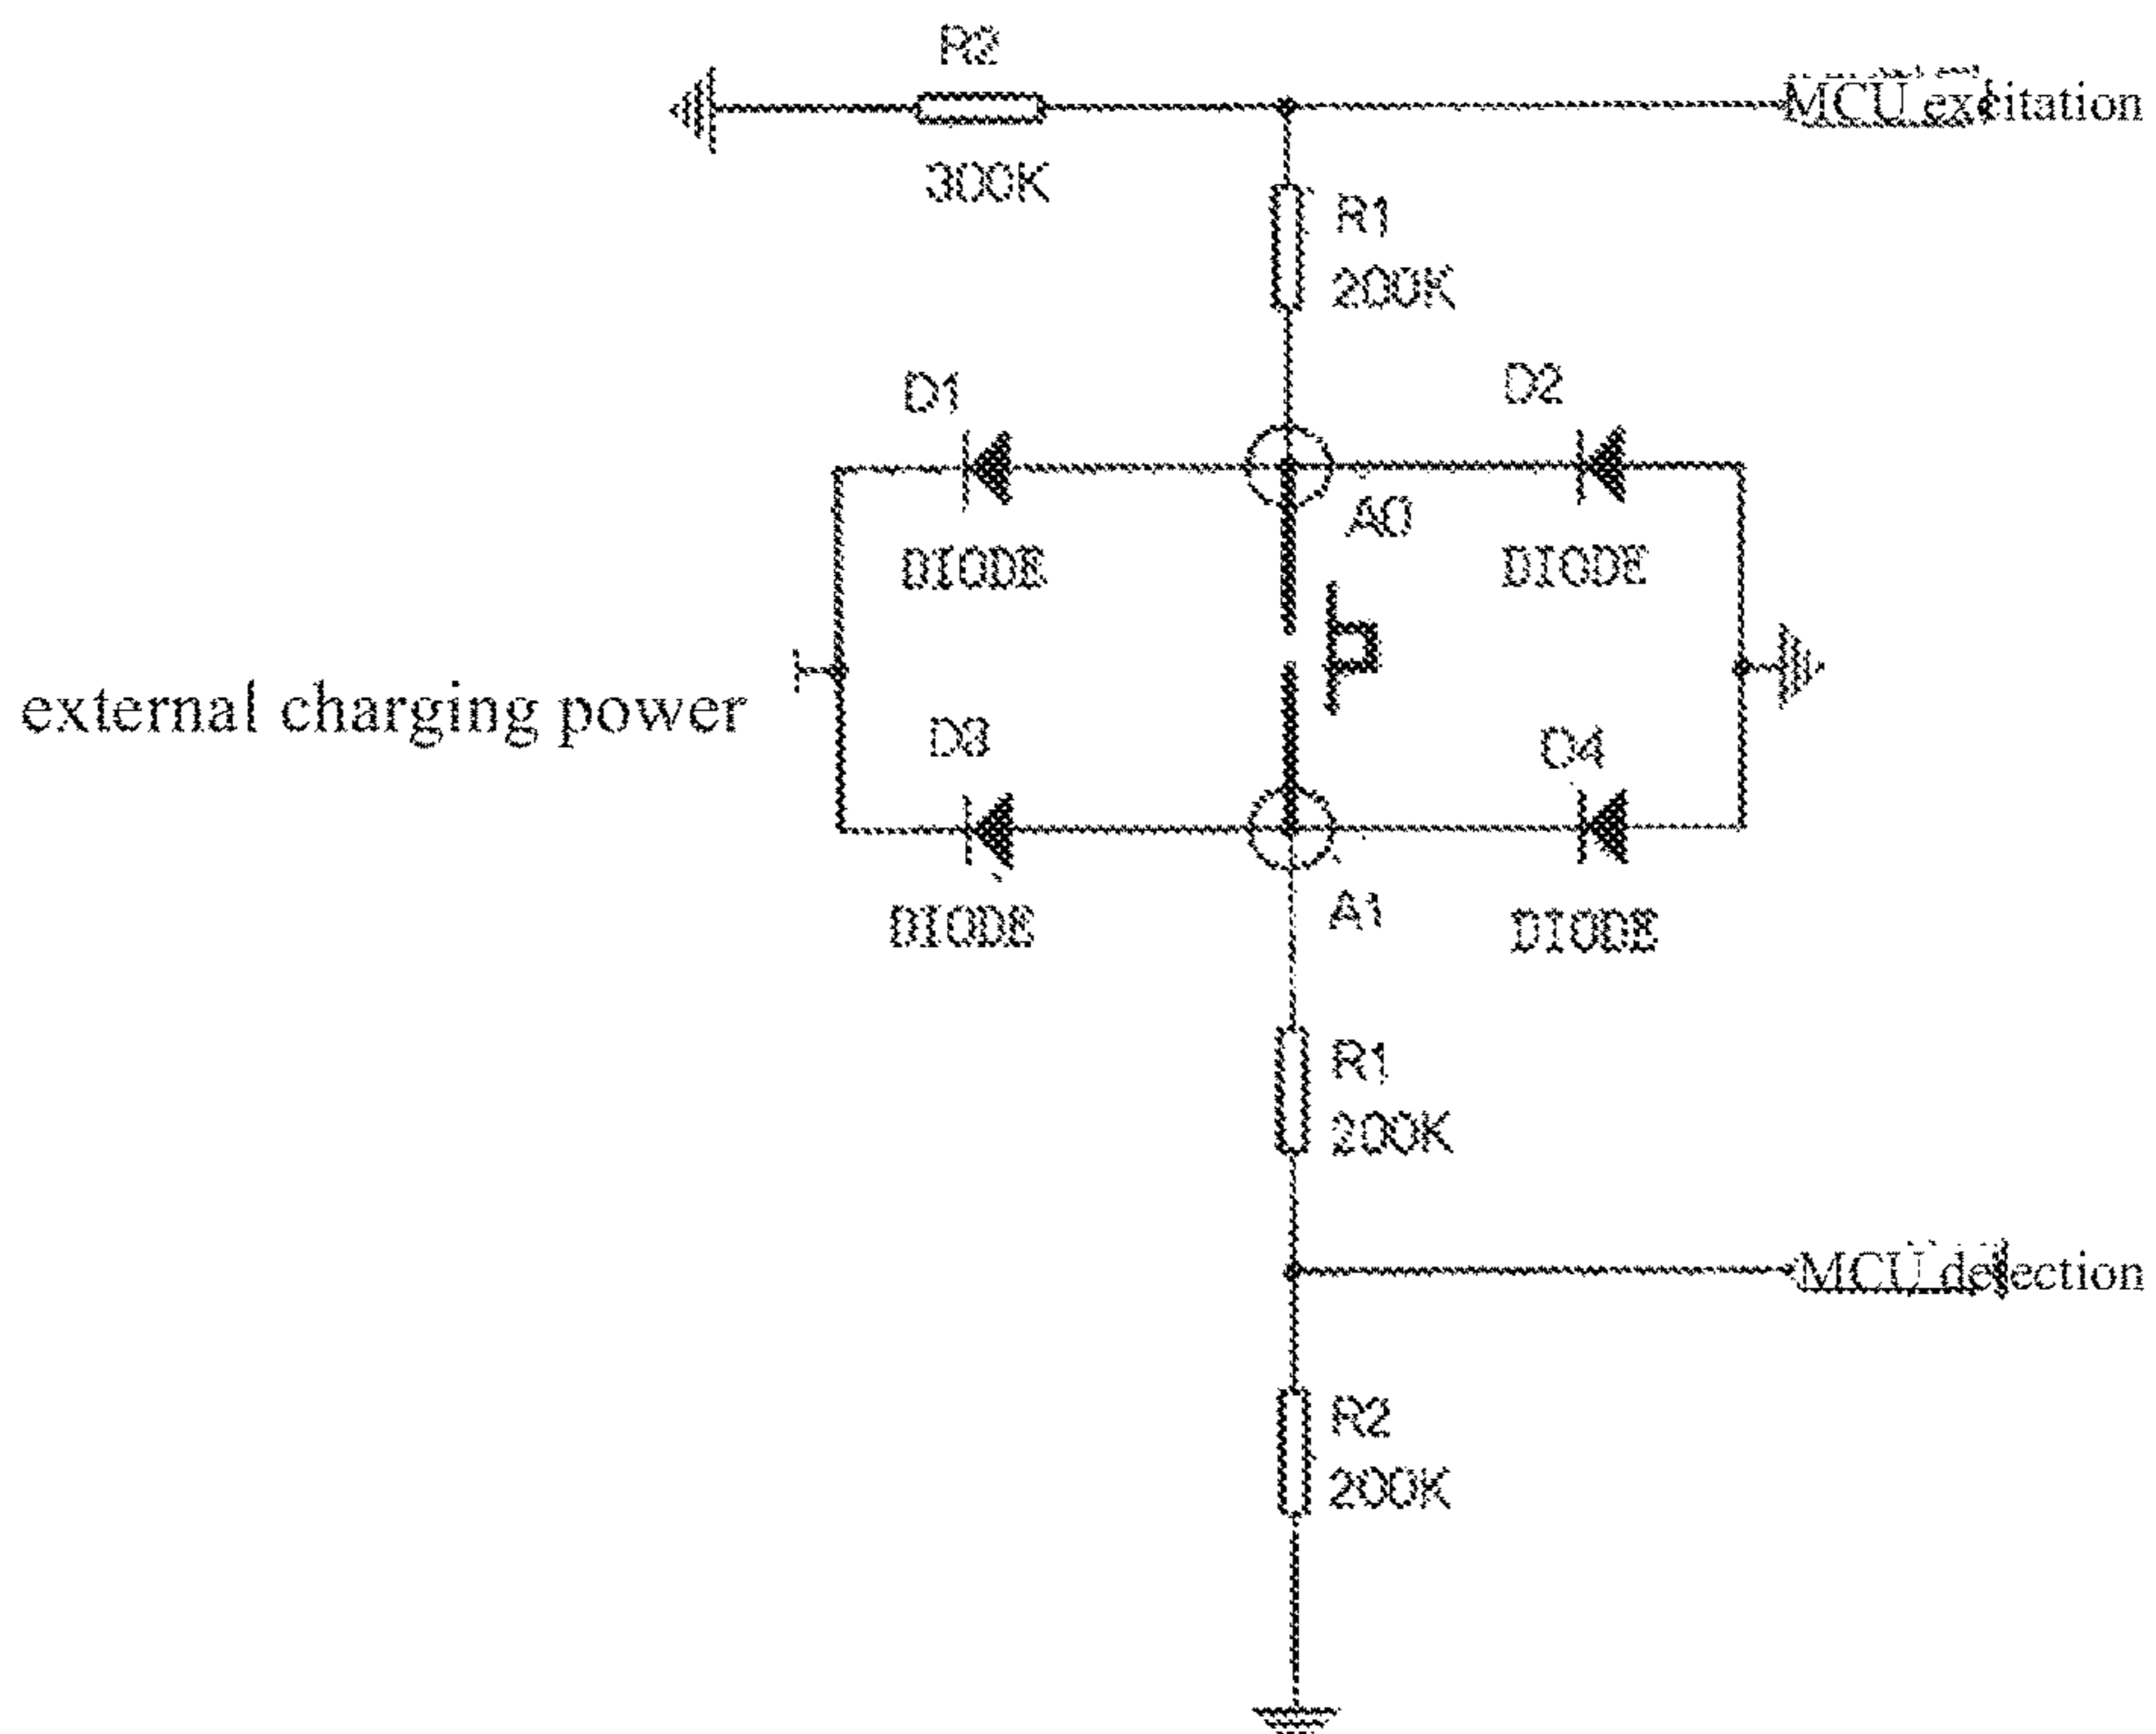 R2
MCU excitation
300K
R1
200K
D1
D2
A0
DIODE
DIODE
external charging power
D3
D4
A1
DIODE
DIODE
R1
200K
MCU detection
R2
200K